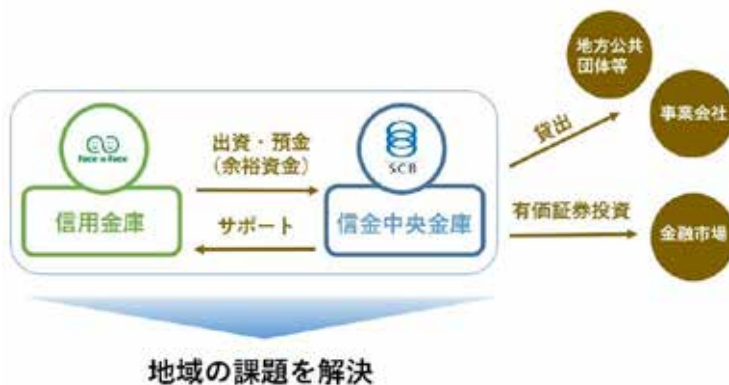 地方公共
団体等
事業会社
貸出
出資・預金
(余裕資金)
Face to Face
SCB
信用金庫
サポート
信金中央金庫
有価証券投資
金融市場
地域の課題を解決